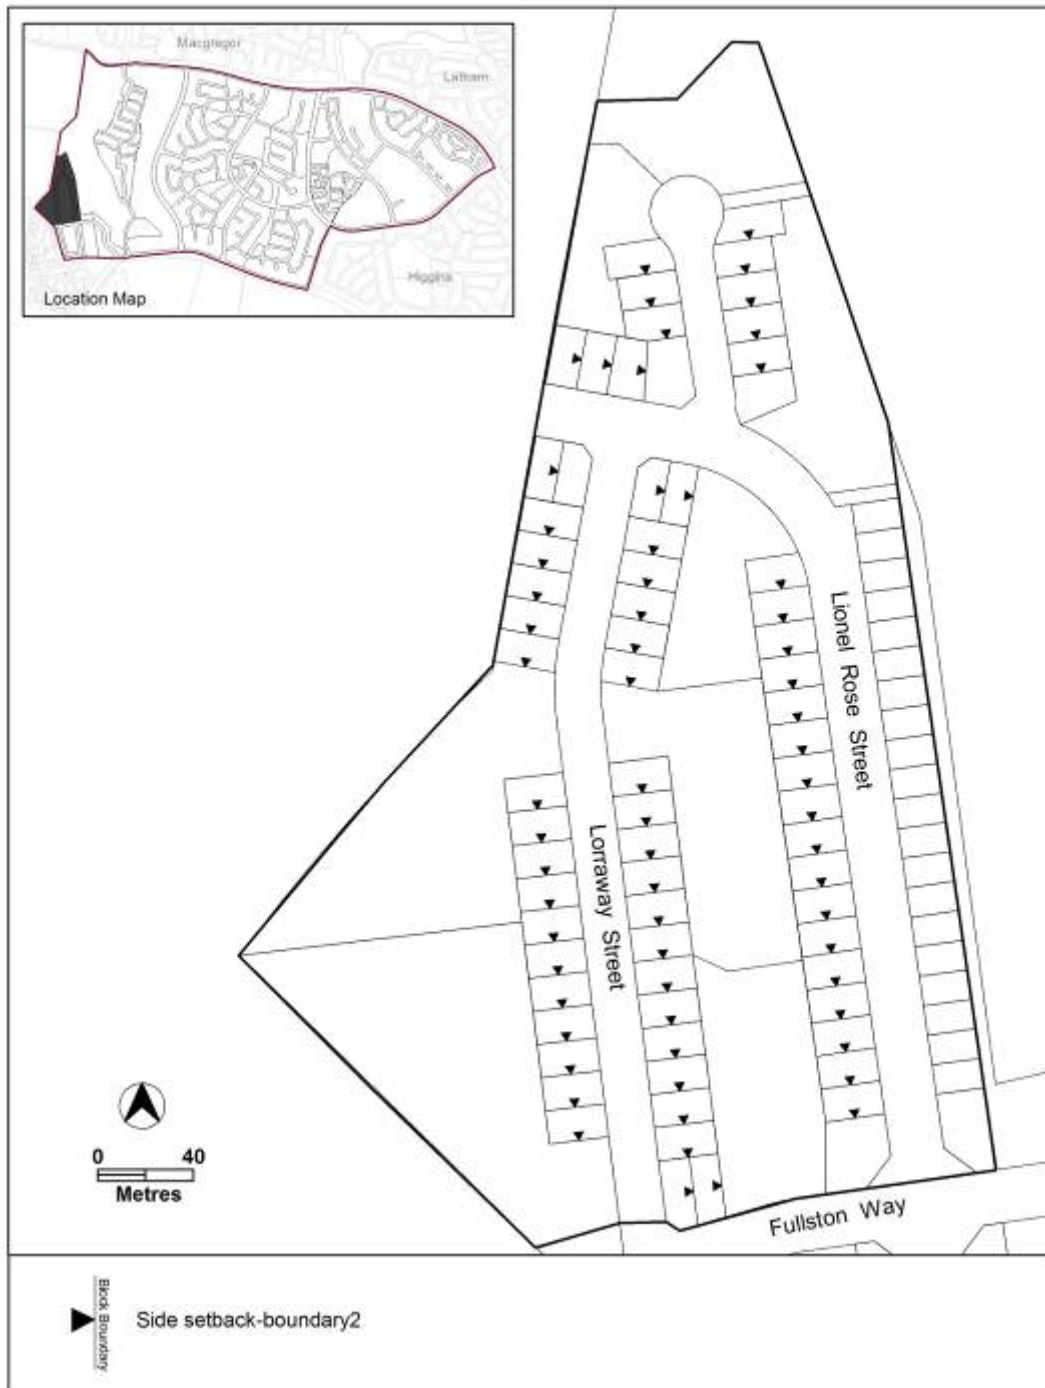 Macgregor
Latham
Higgins
Location Map
Lionel Rose Street
Lorraway Street
0 40
Metres
Fullston Way
Block Boundary
Side setback-boundary2